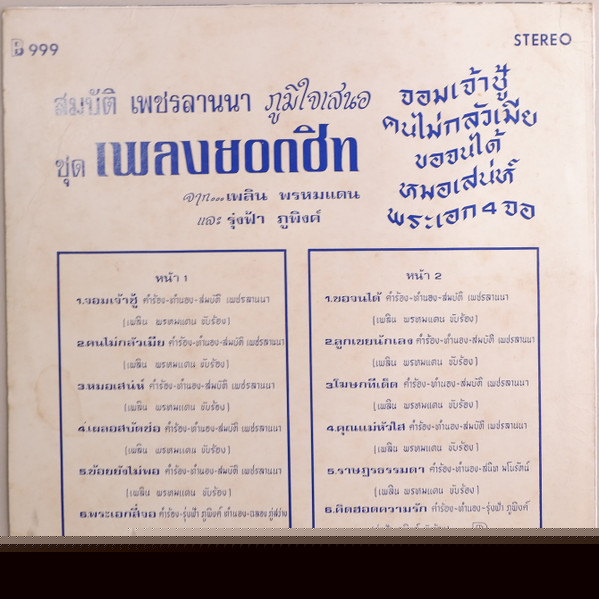 B 999
STEREO
สมบัติ เพชรลานนา ภูมิใจเสนอ
ชุด เพลงยอดฮิท
จาก... เพลิน พรหมแดน
และ รุ่งฟ้า ภูพิงค์
จอมเจ้าชู้
คนไม่กลัวเมีย
ขอจนได้
หมอเสน่ห์
พระเอก 4 จอ
หน้า 1
1.จอมเจ้าชู้ คำร้อง-ทำนอง-สมบัติ เพชรลานนา
(เพลิน พรหมแดน ขับร้อง)
2.คนไม่กลัวเมีย คำร้อง-ทำนอง-สมบัติ เพชรลานนา
(เพลิน พรหมแดน ขับร้อง)
3.หมอเสน่ห์ คำร้อง-ทำนอง-สมบัติ เพชรลานนา
(เพลิน พรหมแดน ขับร้อง)
4.เผลอสบัดช่อ คำร้อง-ทำนอง-สมบัติ เพชรลานนา
(เพลิน พรหมแดน ขับร้อง)
5.ข้อยยังไม่พอ คำร้อง-ทำนอง-สมบัติ เพชรลานนา
(เพลิน พรหมแดน ขับร้อง)
6.พระเอกสี่จอ คำร้อง-รุ่งฟ้า ภูพิงค์ ทำนอง-ฉลอง ภู่สว่าง
หน้า 2
1.ขอจนได้ คำร้อง-ทำนอง-สมบัติ เพชรลานนา
(เพลิน พรหมแดน ขับร้อง)
2.ลูกเขยนักเลง คำร้อง-ทำนอง-สมบัติ เพชรลานนา
(เพลิน พรหมแดน ขับร้อง)
3.โฆษกทีเด็ด คำร้อง-ทำนอง-สมบัติ เพชรลานนา
(เพลิน พรหมแดน ขับร้อง)
4.คุณแม่หัวใส คำร้อง-ทำนอง-สมบัติ เพชรลานนา
(เพลิน พรหมแดน ขับร้อง)
5.ราษฎรธรรมดา คำร้อง-ทำนอง-สนิท มโนรัตน์
(เพลิน พรหมแดน ขับร้อง)
6.คิดฮอดความรัก คำร้อง-ทำนอง-รุ่งฟ้า ภูพิงค์